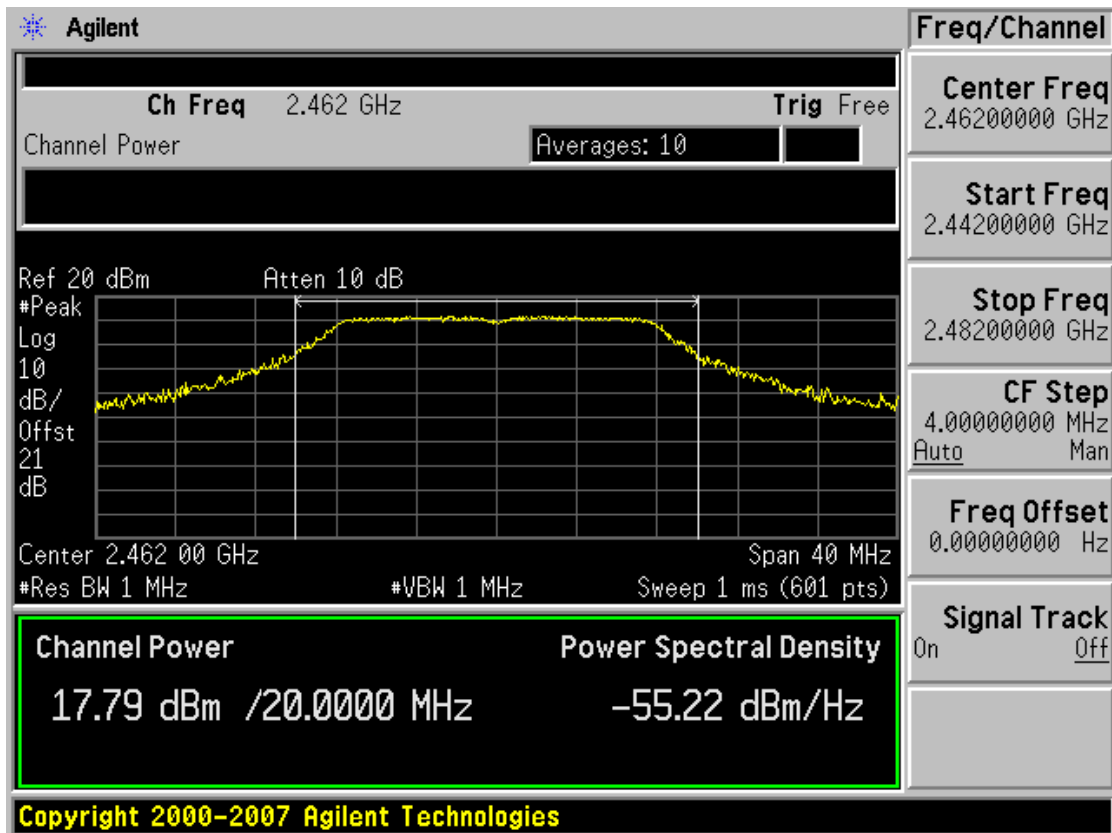 Agilent
Freq/Channel
Ch Freq 2.462 GHz Trig Free
Channel Power Averages: 10
Ref 20 dBm Atten 10 dB
#Peak
Log
10
dB/
Offst
21
dB
Center 2.462 00 GHz Span 40 MHz
#Res BW 1 MHz #VBW 1 MHz Sweep 1 ms (601 pts)
Channel Power Power Spectral Density
17.79 dBm /20.0000 MHz -55.22 dBm/Hz
Center Freq
2.46200000 GHz
Start Freq
2.44200000 GHz
Stop Freq
2.48200000 GHz
CF Step
4.00000000 MHz
Auto Man
Freq Offset
0.00000000 Hz
Signal Track
On Off
Copyright 2000-2007 Agilent Technologies